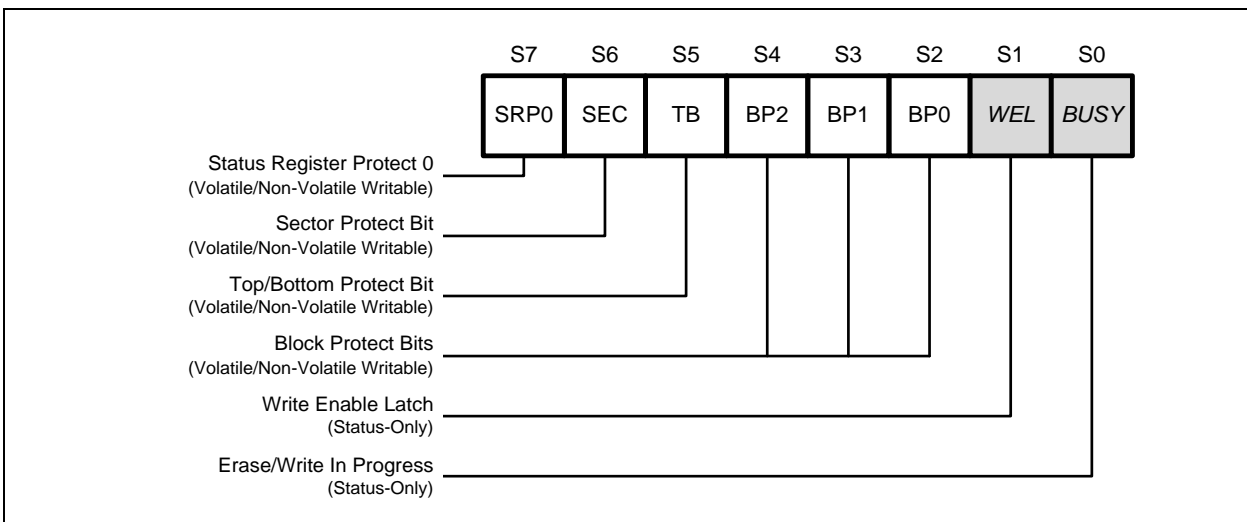 S7 S6 S5 S4 S3 S2 S1 S0
SRP0 SEC TB BP2 BP1 BP0 WEL BUSY
Status Register Protect 0
(Volatile/Non-Volatile Writable)
Sector Protect Bit
(Volatile/Non-Volatile Writable)
Top/Bottom Protect Bit
(Volatile/Non-Volatile Writable)
Block Protect Bits
(Volatile/Non-Volatile Writable)
Write Enable Latch
(Status-Only)
Erase/Write In Progress
(Status-Only)